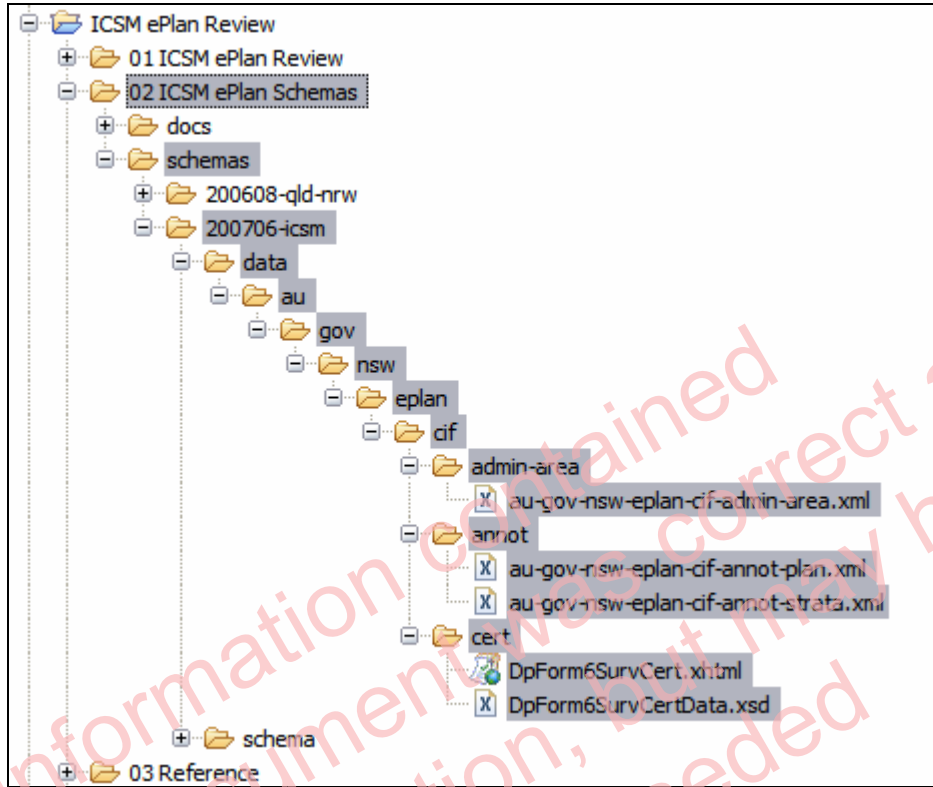 ICSM ePlan Review
01 ICSM ePlan Review
02 ICSM ePlan Schemas
docs
schemas
200608-qld-nrw
200706-icsm
data
au
gov
nsw
eplan
cif
admin-area
au-gov-nsw-eplan-cif-admin-area.xml
annot
au-gov-nsw-eplan-cif-annot-plan.xml
au-gov-nsw-eplan-cif-annot-strata.xml
cert
DpForm6SurvCert.xhtml
DpForm6SurvCertData.xsd
schema
03 Reference
information contained
document was correct
but may